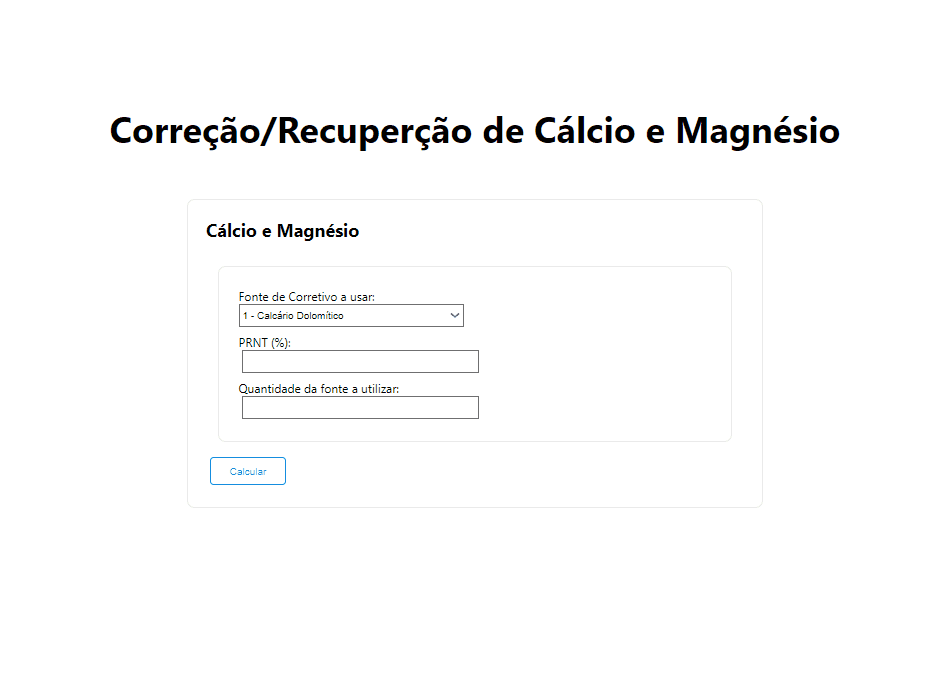 Correção/Recuperção de Cálcio e Magnésio
Cálcio e Magnésio
Fonte de Corretivo a usar:
1 - Calcário Dolomítico
PRNT (%):
Quantidade da fonte a utilizar:
Calcular